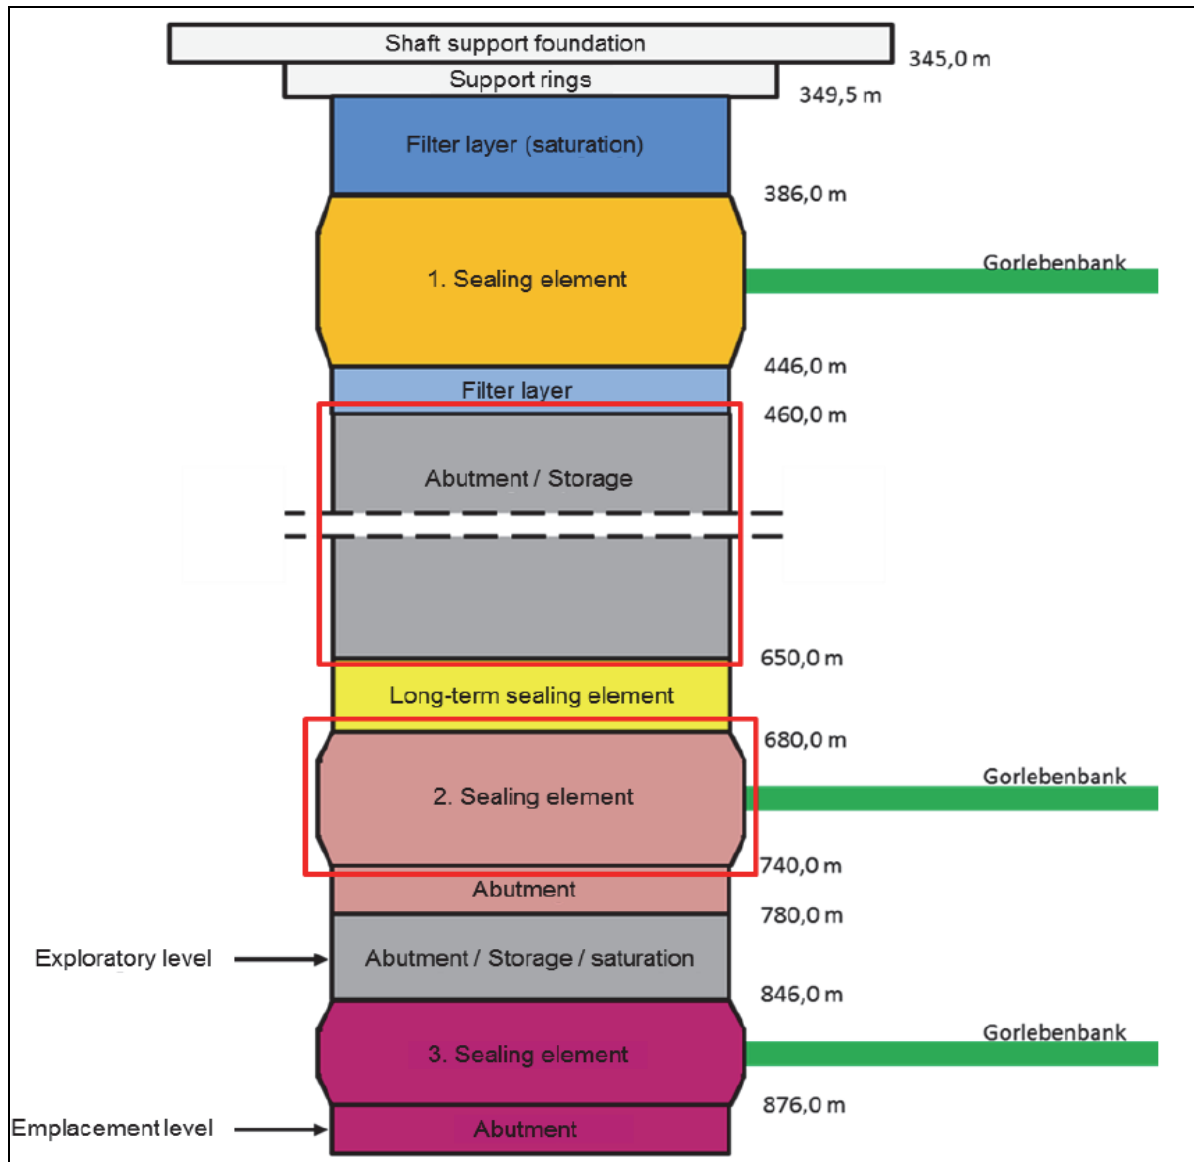 Shaft support foundation
345,0 m
Support rings
349,5 m
Filter layer (saturation)
386,0 m
Gorlebenbank
1. Sealing element
446,0 m
Filter layer
460,0 m
Abutment / Storage
650,0 m
Long-term sealing element
680,0 m
Gorlebenbank
2. Sealing element
740,0 m
Abutment
780,0 m
Exploratory level
Abutment / Storage / saturation
846,0 m
Gorlebenbank
3. Sealing element
876,0 m
Emplacement level
Abutment